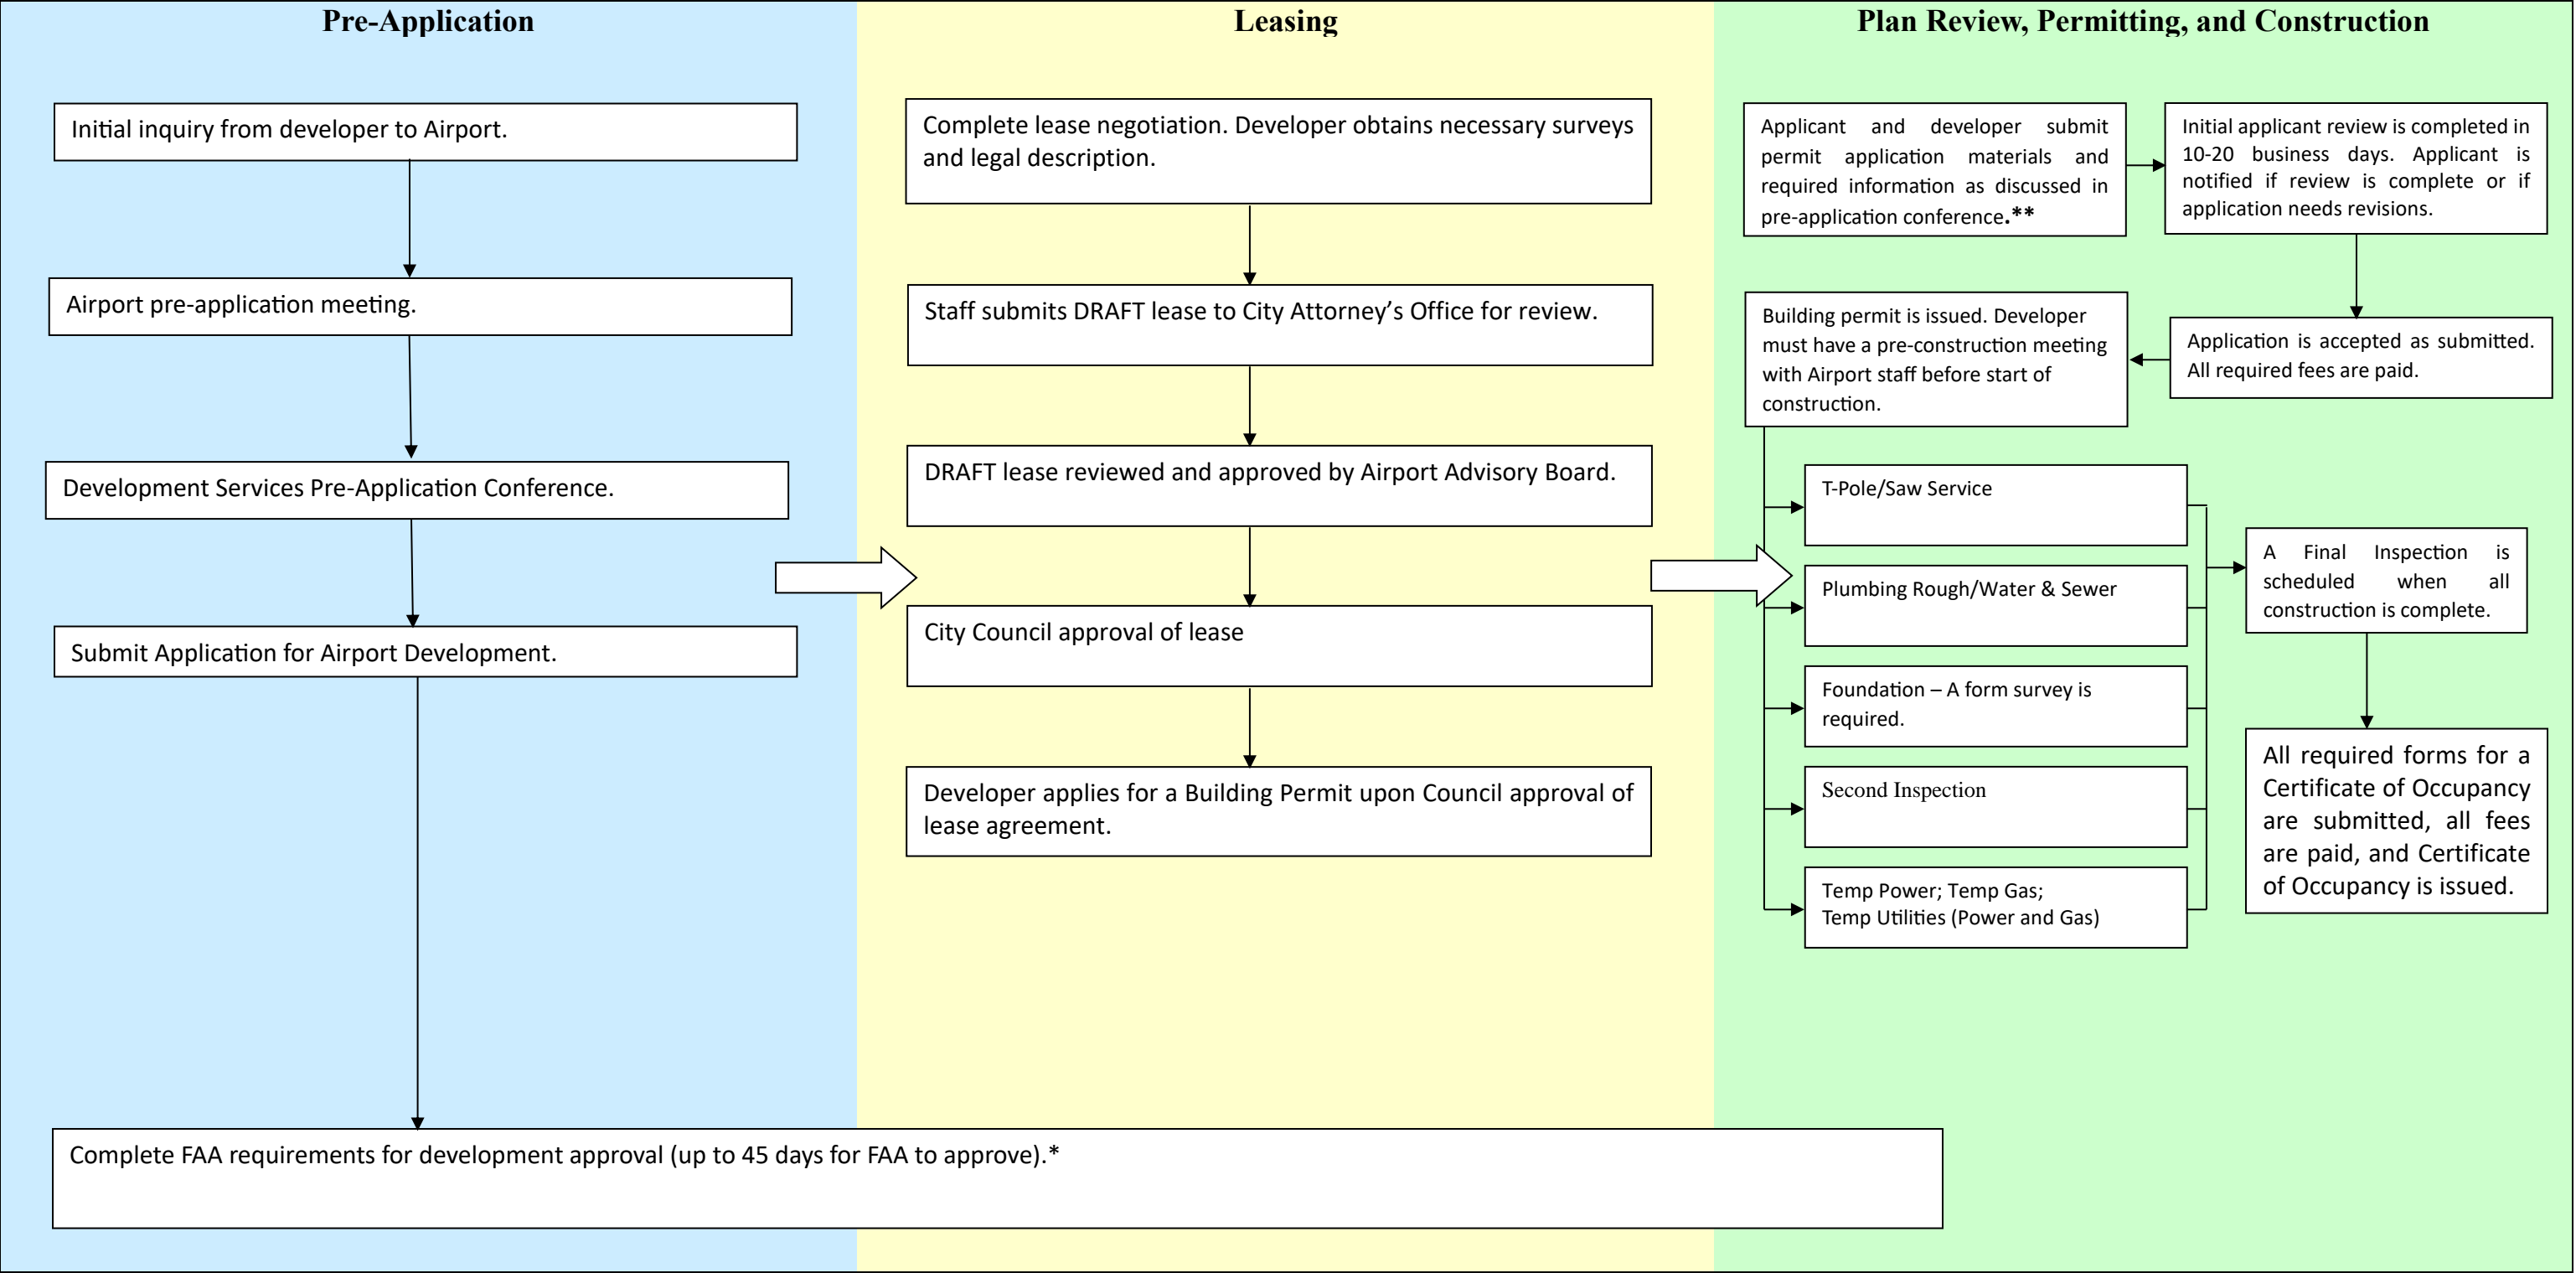 Pre-Application
Initial inquiry from developer to Airport.
Airport pre-application meeting.
Development Services Pre-Application Conference.
Submit Application for Airport Development.
Leasing
Complete lease negotiation. Developer obtains necessary surveys
and legal description.
Staff submits DRAFT lease to City Attorney’s Office for review.
DRAFT lease reviewed and approved by Airport Advisory Board.
City Council approval of lease
Developer applies for a Building Permit upon Council approval of
lease agreement.
Plan Review, Permitting, and Construction
Applicant and developer submit
permit application materials and
required information as discussed in
pre-application conference.**
Initial applicant review is completed in
10-20 business days. Applicant is
notified if review is complete or if
application needs revisions.
Application is accepted as submitted.
All required fees are paid.
Building permit is issued. Developer
must have a pre-construction meeting
with Airport staff before start of
construction.
T-Pole/Saw Service
Plumbing Rough/Water & Sewer
Foundation – A form survey is
required.
Second Inspection
Temp Power; Temp Gas;
Temp Utilities (Power and Gas)
A Final Inspection is
scheduled when all
construction is complete.
All required forms for a
Certificate of Occupancy
are submitted, all fees
are paid, and Certificate
of Occupancy is issued.
Complete FAA requirements for development approval (up to 45 days for FAA to approve).*